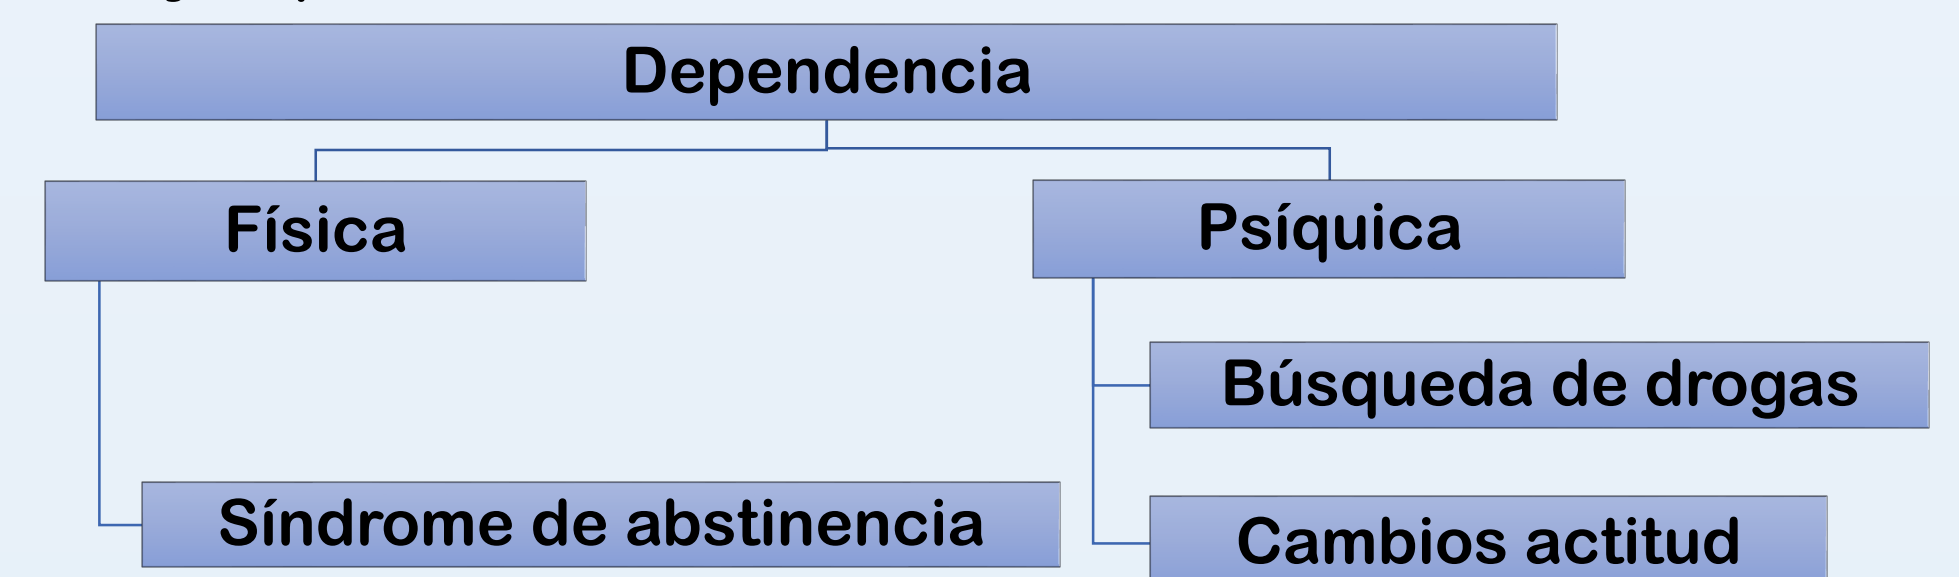 Dependencia
Física
Psíquica
Búsqueda de drogas
Síndrome de abstinencia
Cambios actitud